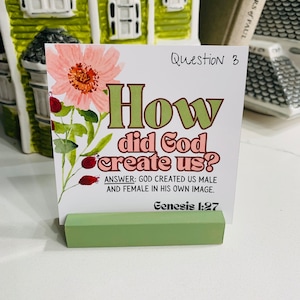 Question 3
How
did God
create us?
ANSWER: GOD CREATED US MALE
AND FEMALE IN HIS OWN IMAGE.
Genesis 1:27